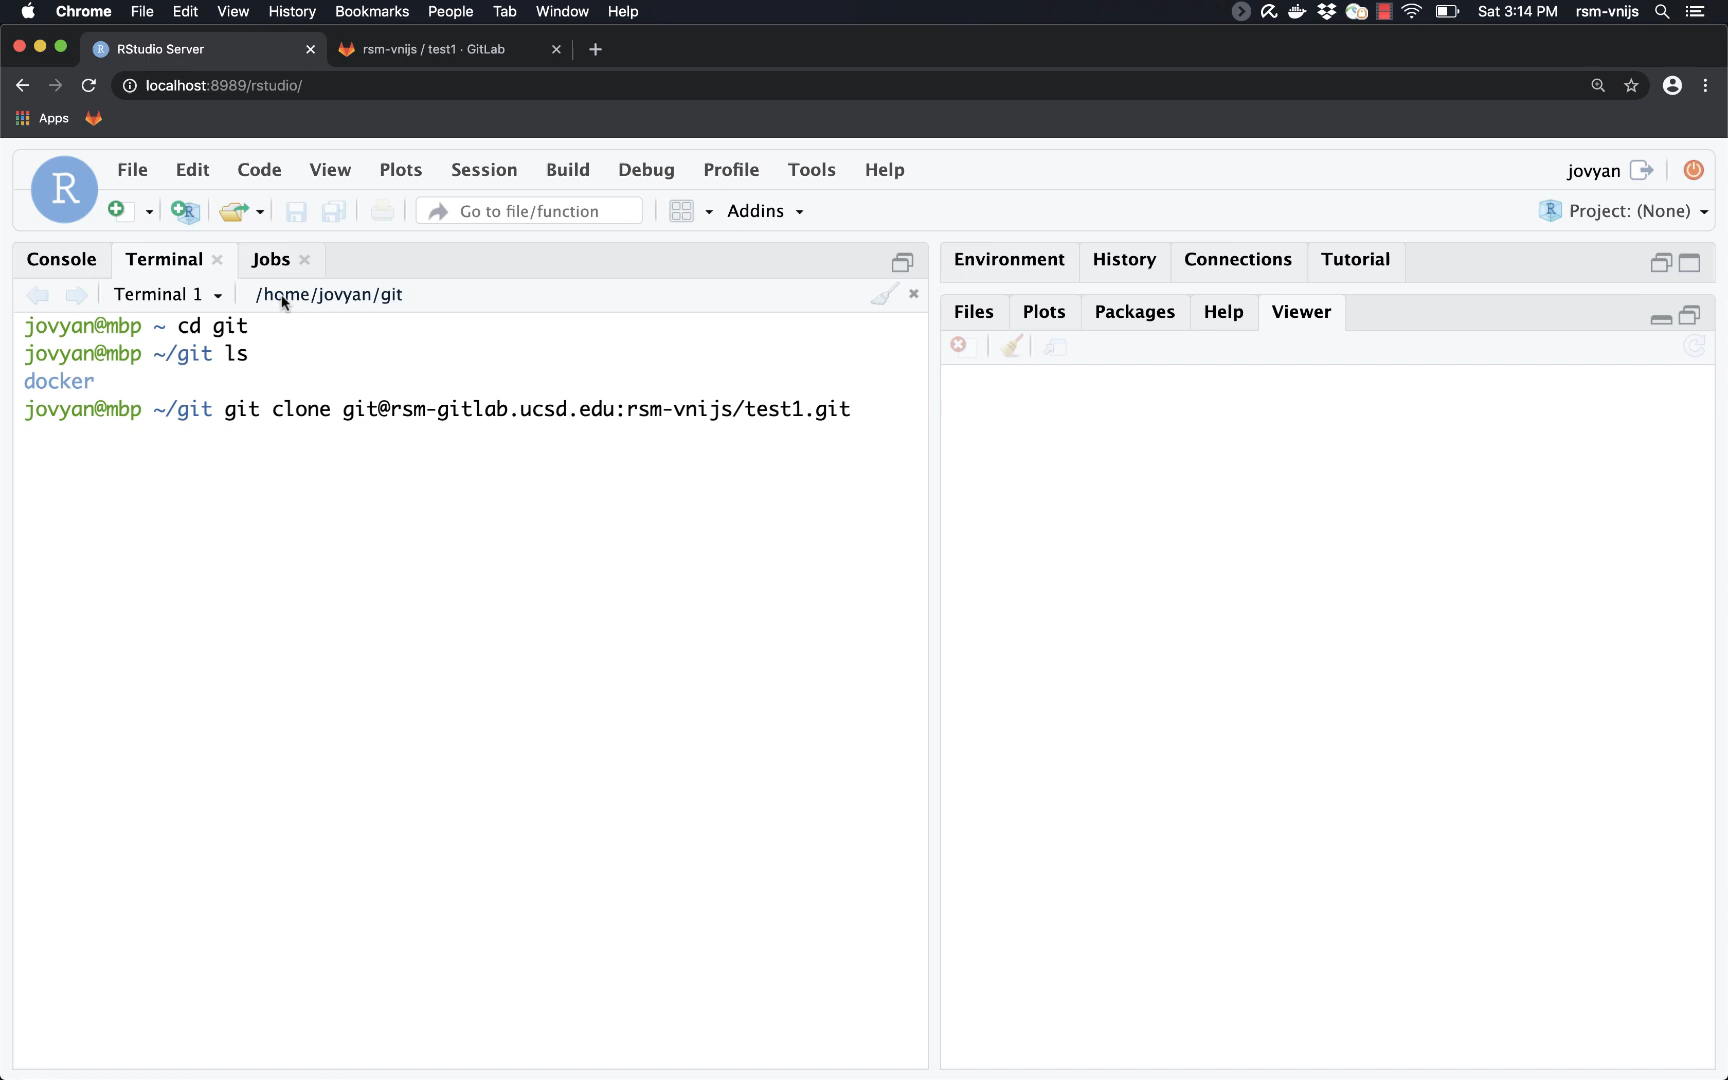 Chrome File Edit View History Bookmarks People Tab Window Help Sat 3:14 PM rsm-vnijs
R RStudio Server rsm-vnijs / test1 · GitLab
localhost:8989/rstudio/
Apps
R File Edit Code View Plots Session Build Debug Profile Tools Help jovyan
R Go to file/function Addins R Project: (None)
Console Terminal Jobs
Terminal 1 /home/jovyan/git
jovyan@mbp ~ cd git
jovyan@mbp ~/git ls
docker
jovyan@mbp ~/git git clone git@rsm-gitlab.ucsd.edu:rsm-vnijs/test1.git
Environment History Connections Tutorial
Files Plots Packages Help Viewer